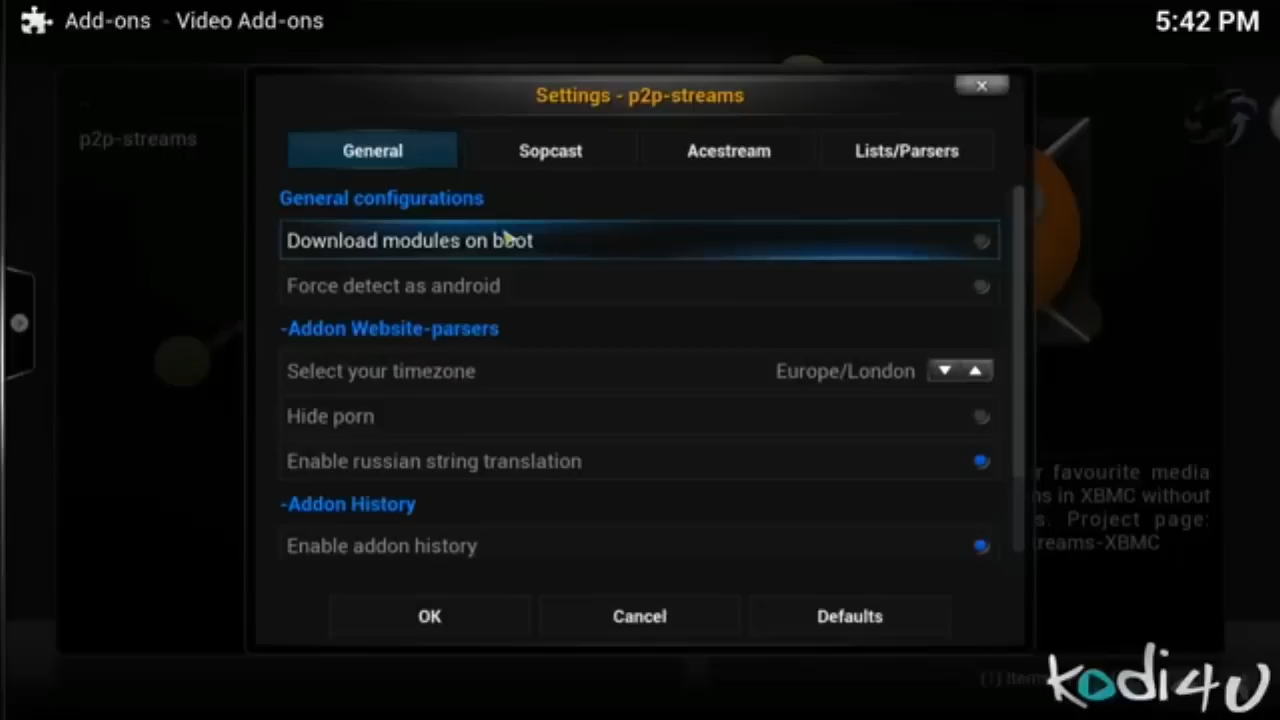 Add-ons - Video Add-ons
5:42 PM
Settings - p2p-streams
x
p2p-streams
General
Sopcast
Acestream
Lists/Parsers
General configurations
Download modules on boot
Force detect as android
-Addon Website-parsers
Select your timezone
Europe/London
Hide porn
Enable russian string translation
-Addon History
Enable addon history
r favourite media
ns in XBMC without
s. Project page:
reams-XBMC
OK
Cancel
Defaults
kodi4U